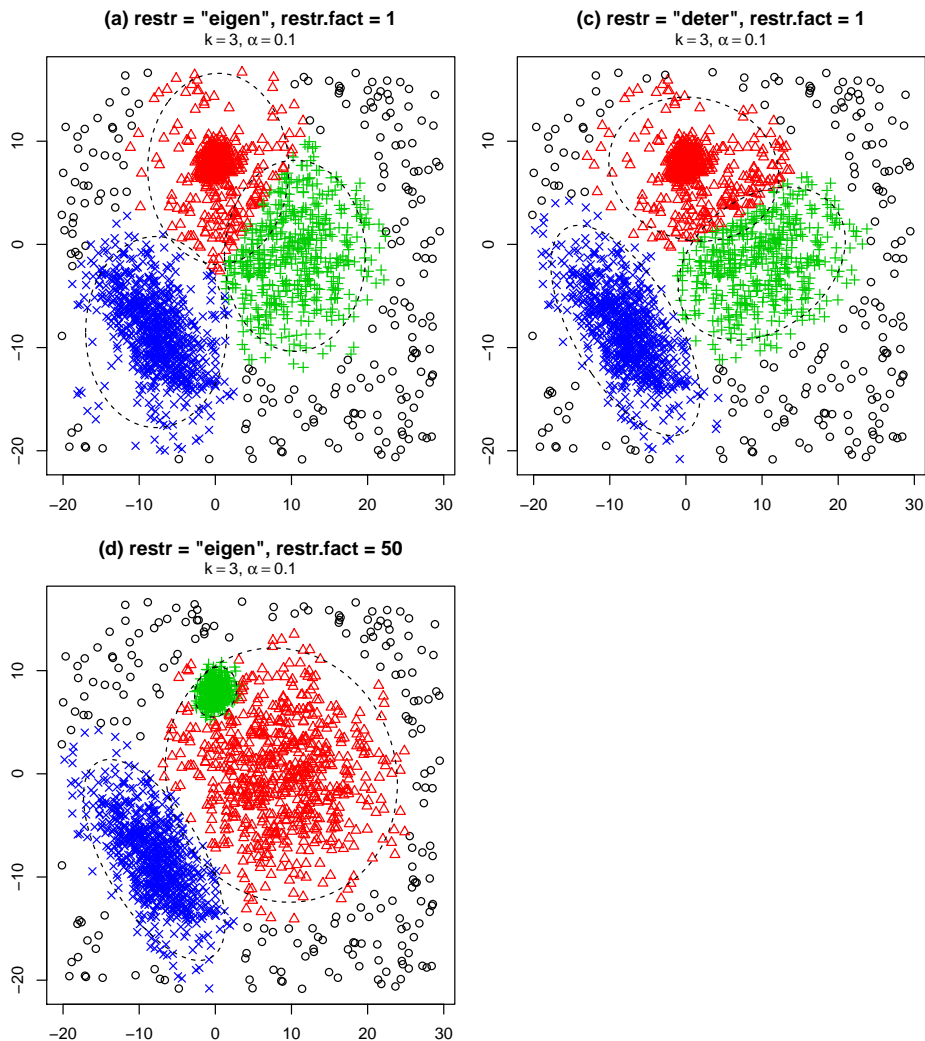 (a) restr = "eigen", restr.fact = 1
k = 3, α = 0.1
10
0
−10
−20
−20 −10 0 10 20 30
(c) restr = "deter", restr.fact = 1
k = 3, α = 0.1
10
0
−10
−20
−20 −10 0 10 20 30
(d) restr = "eigen", restr.fact = 50
k = 3, α = 0.1
10
0
−10
−20
−20 −10 0 10 20 30